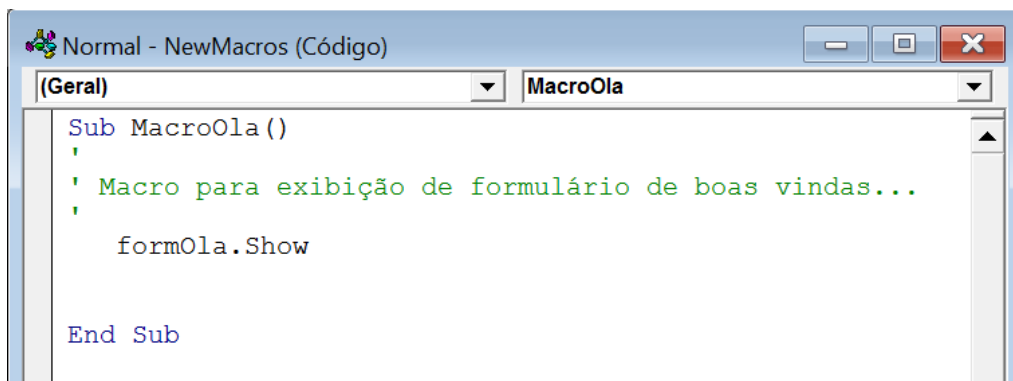 Normal - NewMacros (Código)
(Geral) MacroOla
Sub MacroOla()
'
' Macro para exibição de formulário de boas vindas...
'
formOla.Show
End Sub